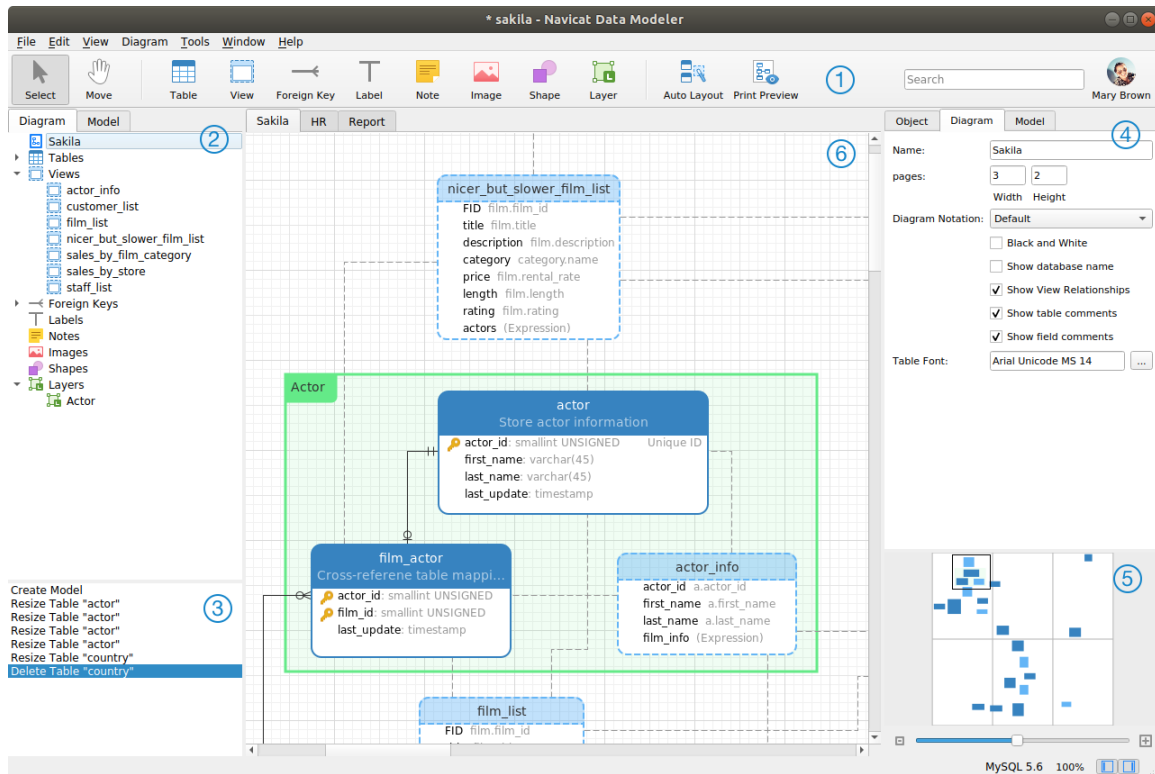 * sakila - Navicat Data Modeler
File Edit View Diagram Tools Window Help
Select Move Table View Foreign Key Label Note Image Shape Layer Auto Layout Print Preview
1
Search
Mary Brown
Diagram Model
2
Sakila
Tables
Views
actor_info
customer_list
film_list
nicer_but_slower_film_list
sales_by_film_category
sales_by_store
staff_list
Foreign Keys
Labels
Notes
Images
Shapes
Layers
Actor
Create Model
3
Resize Table "actor"
Resize Table "actor"
Resize Table "actor"
Resize Table "actor"
Resize Table "country"
Delete Table "country"
Sakila HR Report
6
nicer_but_slower_film_list
FID film.film_id
title film.title
description film.description
category category.name
price film.rental_rate
length film.length
rating film.rating
actors (Expression)
Actor
actor
Store actor information
actor_id: smallint UNSIGNED Unique ID
first_name: varchar(45)
last_name: varchar(45)
last_update: timestamp
film_actor
Cross-referene table mappi...
actor_id: smallint UNSIGNED
film_id: smallint UNSIGNED
last_update: timestamp
actor_info
actor_id a.actor_id
first_name a.first_name
last_name a.last_name
film_info (Expression)
film_list
FID film.film_id
Object Diagram Model
4
Name: Sakila
pages: 3 2
Width Height
Diagram Notation: Default
Black and White
Show database name
Show View Relationships
Show table comments
Show field comments
Table Font: Arial Unicode MS 14 ...
5
MySQL 5.6 100%